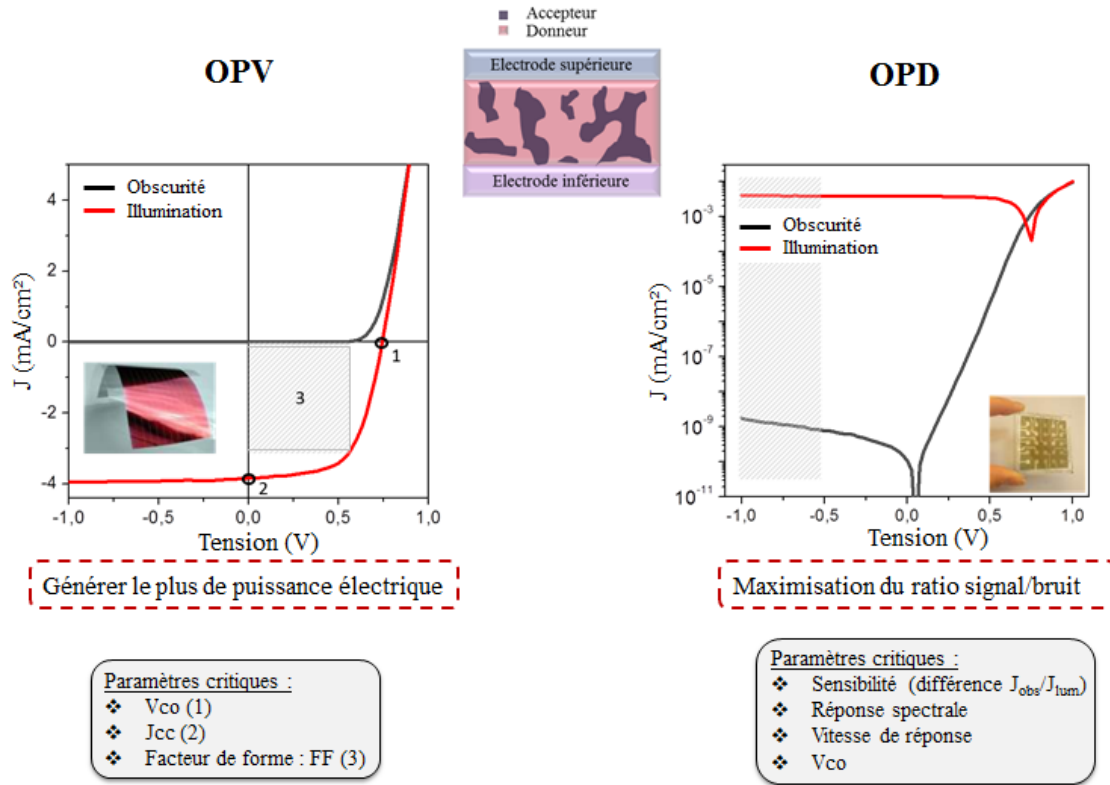 Accepteur
Donneur
OPV
OPD
Electrode supérieure
Electrode inférieure
Obscurité
Illumination
4
2
0
-2
-4
J (mA/cm²)
1
2
3
-1,0
-0,5
0,0
0,5
1,0
Tension (V)
10⁻³
10⁻⁵
10⁻⁷
10⁻⁹
10⁻¹¹
J (mA/cm²)
Obscurité
Illumination
-1,0
-0,5
0,0
0,5
1,0
Tension (V)
Générer le plus de puissance électrique
Maximisation du ratio signal/bruit
Paramètres critiques :
❖ Vco (1)
❖ Jcc (2)
❖ Facteur de forme : FF (3)
Paramètres critiques :
❖ Sensibilité (différence J_obs/J_lum)
❖ Réponse spectrale
❖ Vitesse de réponse
❖ Vco